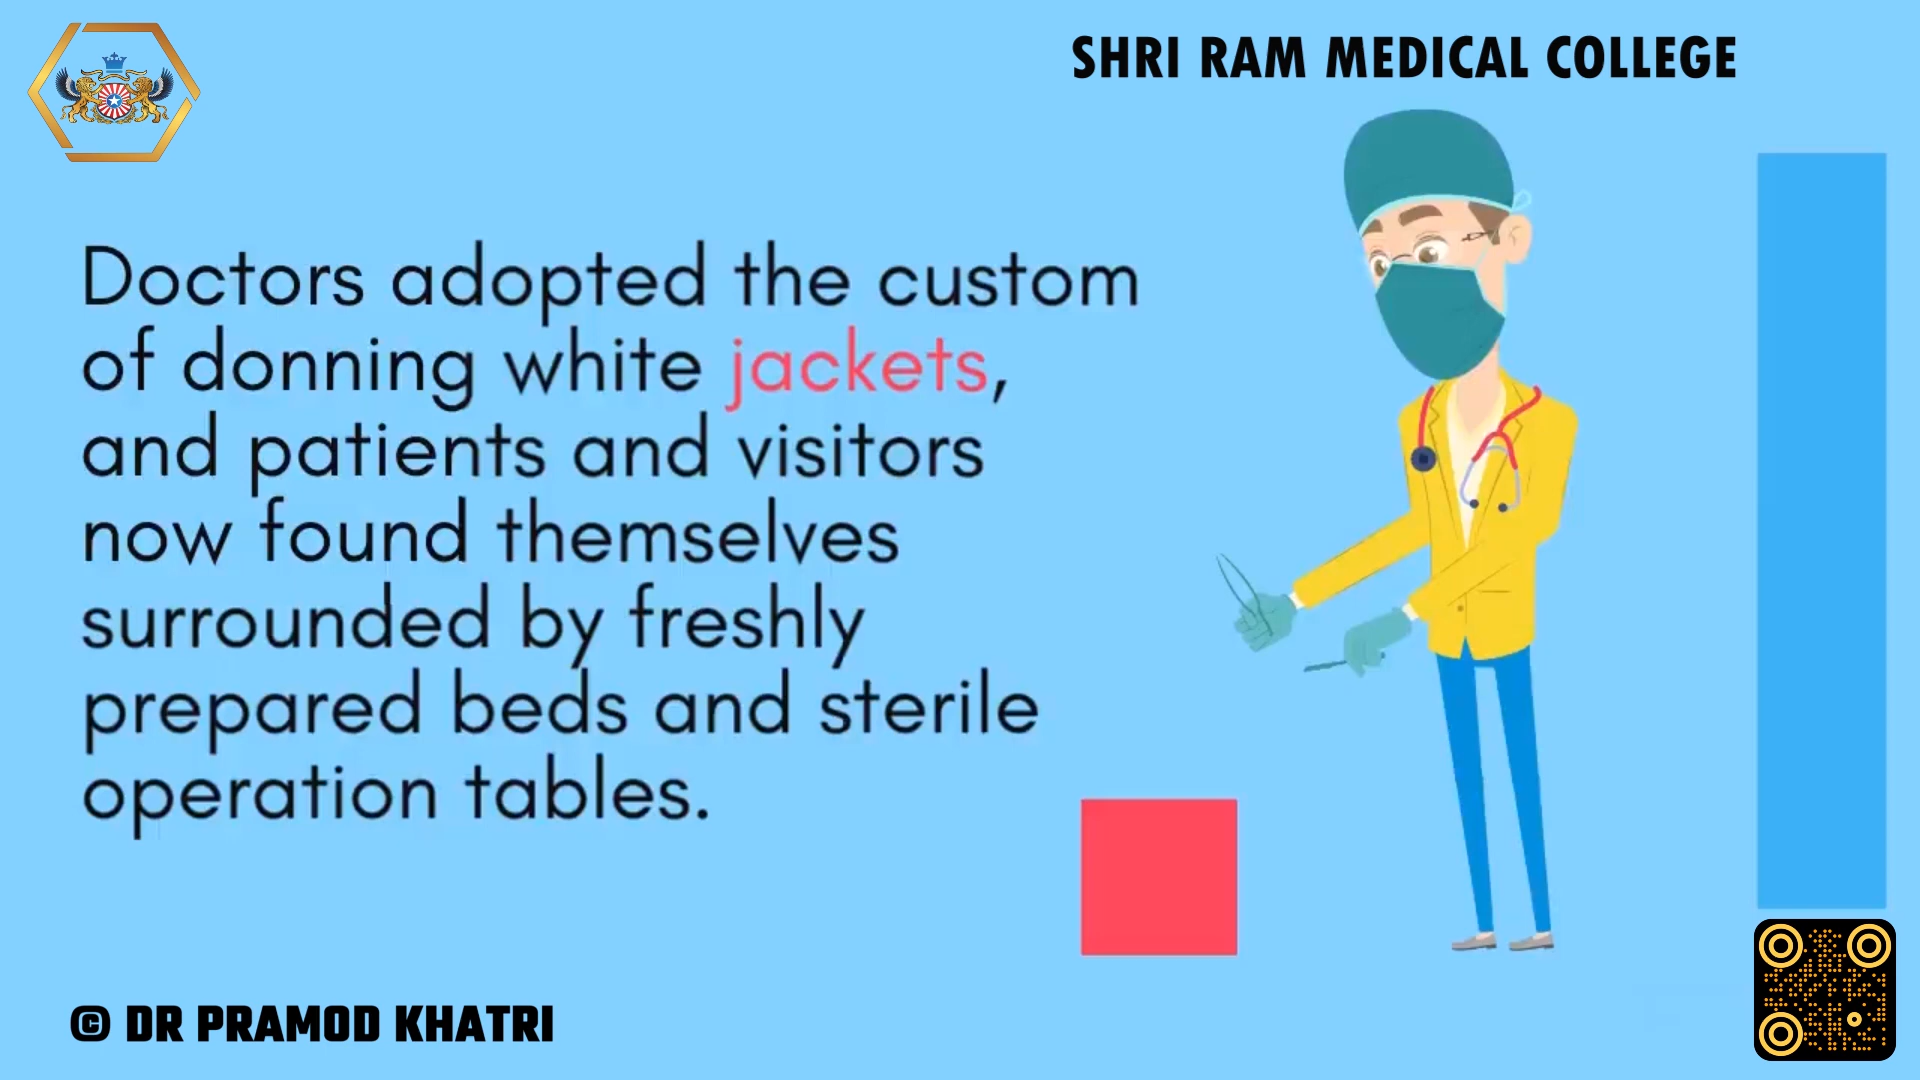 SHRI RAM MEDICAL COLLEGE
Doctors adopted the custom
of donning white jackets,
and patients and visitors
now found themselves
surrounded by freshly
prepared beds and sterile
operation tables.
© DR PRAMOD KHATRI